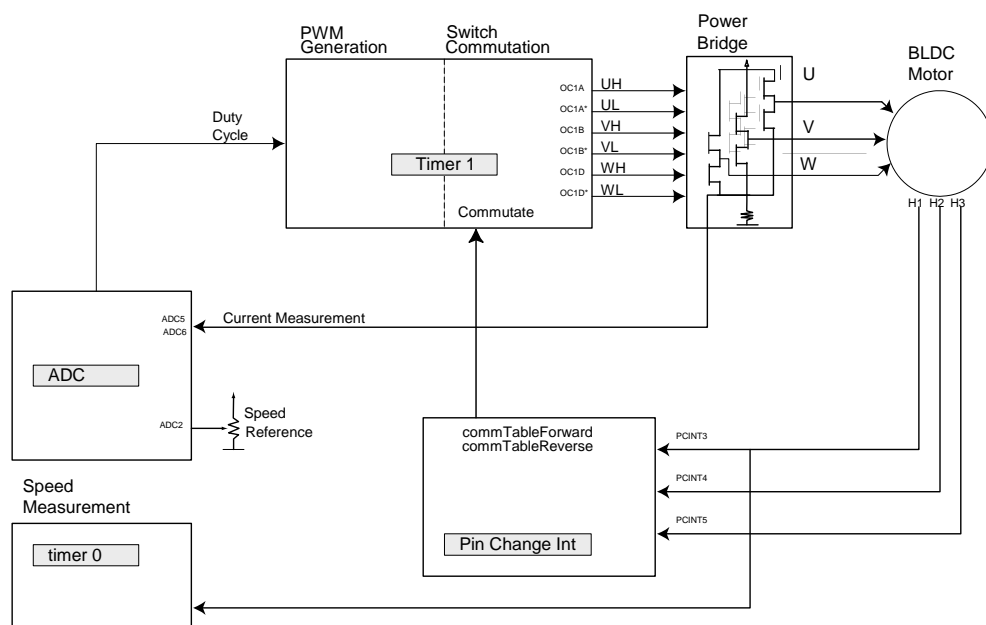 PWM
Generation
Switch
Commutation
Power
Bridge
BLDC
Motor
Duty
Cycle
Timer 1
Commutate
OC1A
OC1A*
OC1B
OC1B*
OC1D
OC1D*
UH
UL
VH
VL
WH
WL
U
V
W
H1 H2 H3
ADC5
ADC6
Current Measurement
ADC
ADC2
Speed
Reference
commTableForward
commTableReverse
PCINT3
PCINT4
PCINT5
Pin Change Int
Speed
Measurement
timer 0